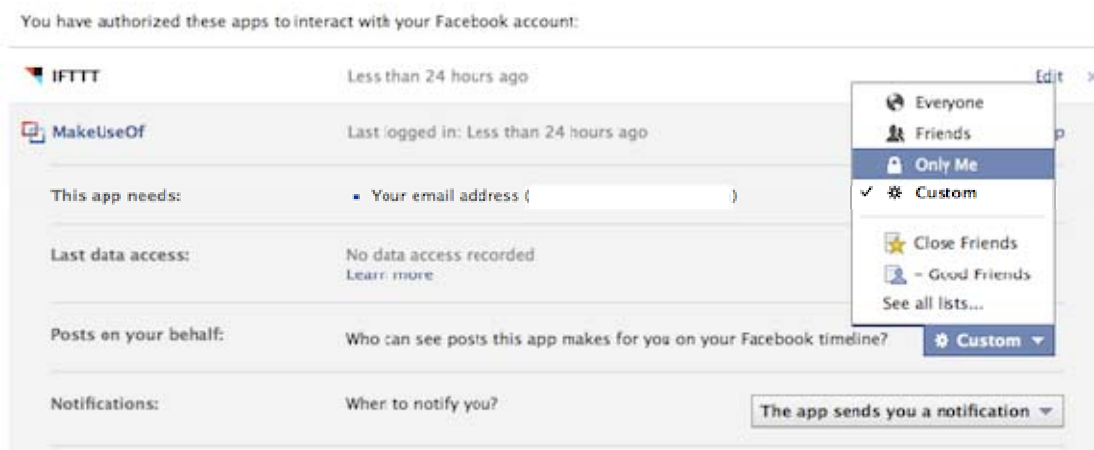 You have authorized these apps to interact with your Facebook account:
IFTTT Less than 24 hours ago Edit x
MakeUseOf Last logged in: Less than 24 hours ago p
Everyone
Friends
Only Me
✓ Custom
Close Friends
- Good Friends
See all lists...
This app needs: • Your email address ( )
Last data access: No data access recorded
Learn more
Posts on your behalf: Who can see posts this app makes for you on your Facebook timeline? Custom
Notifications: When to notify you? The app sends you a notification